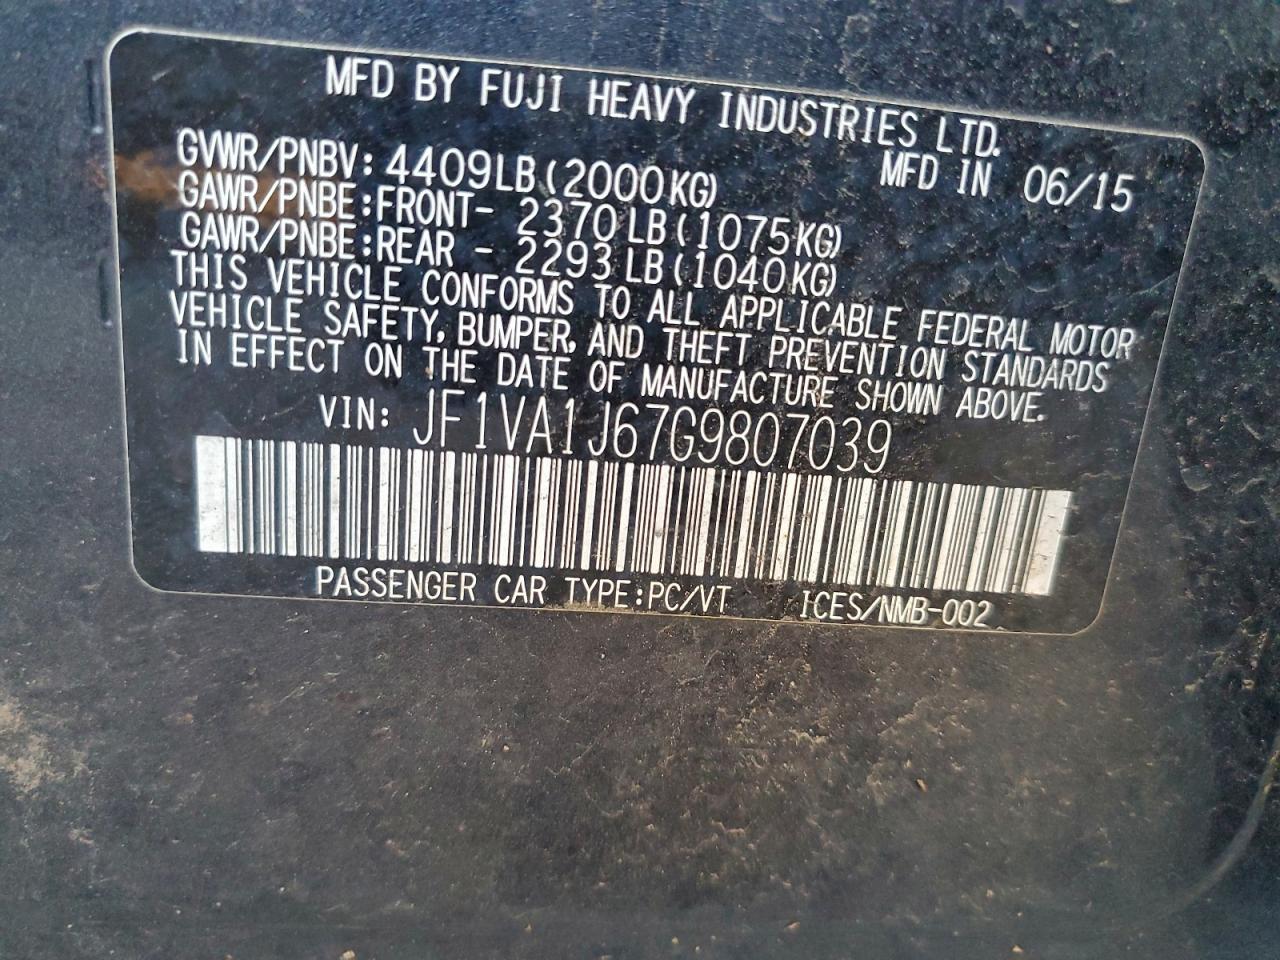 MFD BY FUJI HEAVY INDUSTRIES LTD.
GVWR/PNBV: 4409LB (2000KG) MFD IN 06/15
GAWR/PNBE:FRONT- 2370 LB (1075KG)
GAWR/PNBE:REAR - 2293 LB (1040KG)
THIS VEHICLE CONFORMS TO ALL APPLICABLE FEDERAL MOTOR
VEHICLE SAFETY, BUMPER, AND THEFT PREVENTION STANDARDS
IN EFFECT ON THE DATE OF MANUFACTURE SHOWN ABOVE.
VIN: JF1VA1J67G9807039
PASSENGER CAR TYPE:PC/VT ICES/NMB-002